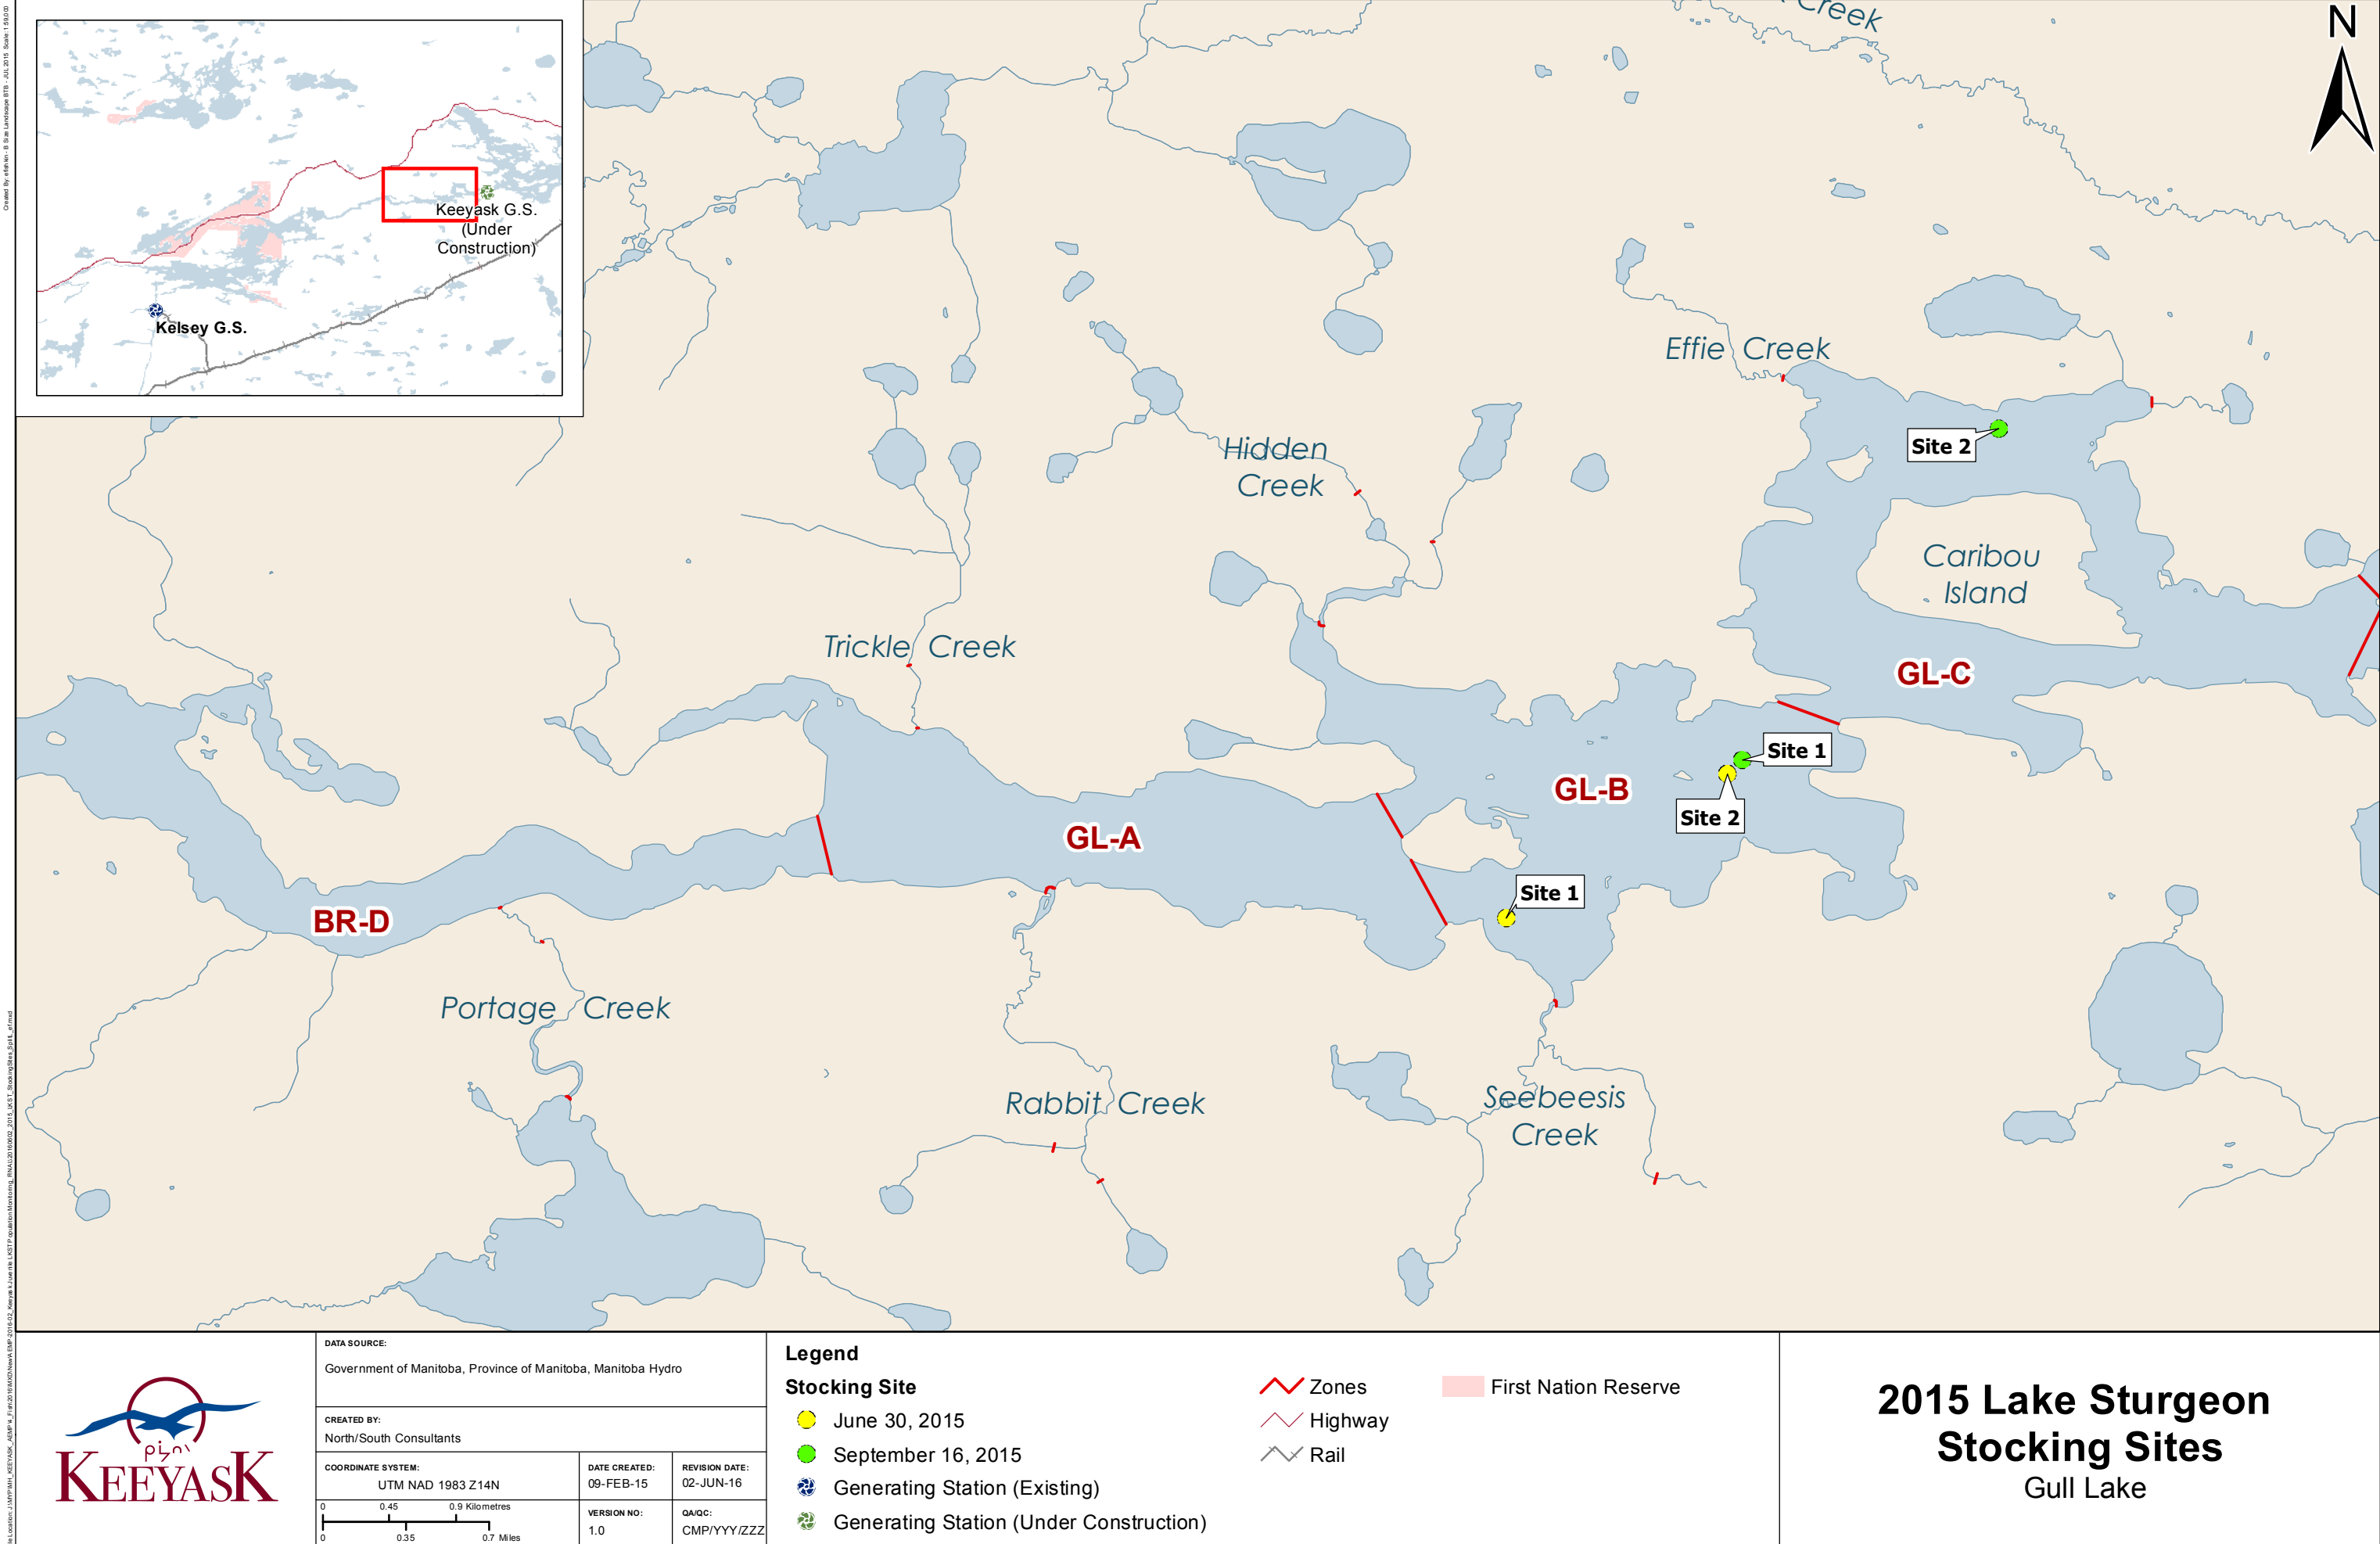 Creek
N
Keeyask G.S.
(Under
Construction)
Kelsey G.S.
Effie Creek
Site 2
Hidden
Creek
Caribou
Island
Trickle Creek
GL-C
Site 1
GL-B
Site 2
GL-A
Site 1
BR-D
Portage Creek
Rabbit Creek
Seebeesis
Creek
KEEYASK
DATA SOURCE:
Government of Manitoba, Province of Manitoba, Manitoba Hydro
CREATED BY:
North/South Consultants
COORDINATE SYSTEM:
UTM NAD 1983 Z14N
DATE CREATED:
09-FEB-15
REVISION DATE:
02-JUN-16
0 0.45 0.9 Kilometres
0 0.35 0.7 Miles
VERSION NO:
1.0
QA/QC:
CMP/YYY/ZZZ
Legend
Stocking Site
June 30, 2015
September 16, 2015
Generating Station (Existing)
Generating Station (Under Construction)
Zones
Highway
Rail
First Nation Reserve
2015 Lake Sturgeon
Stocking Sites
Gull Lake